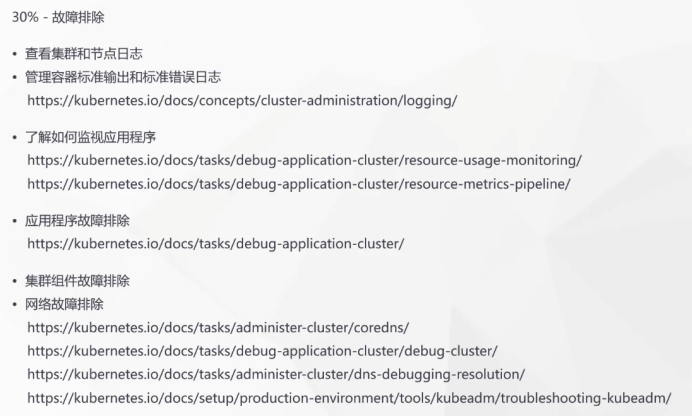 30% - 故障排除
• 查看集群和节点日志
• 管理容器标准输出和标准错误日志
https://kubernetes.io/docs/concepts/cluster-administration/logging/
• 了解如何监视应用程序
https://kubernetes.io/docs/tasks/debug-application-cluster/resource-usage-monitoring/
https://kubernetes.io/docs/tasks/debug-application-cluster/resource-metrics-pipeline/
• 应用程序故障排除
https://kubernetes.io/docs/tasks/debug-application-cluster/
• 集群组件故障排除
• 网络故障排除
https://kubernetes.io/docs/tasks/administer-cluster/coredns/
https://kubernetes.io/docs/tasks/debug-application-cluster/debug-cluster/
https://kubernetes.io/docs/tasks/administer-cluster/dns-debugging-resolution/
https://kubernetes.io/docs/setup/production-environment/tools/kubeadm/troubleshooting-kubeadm/